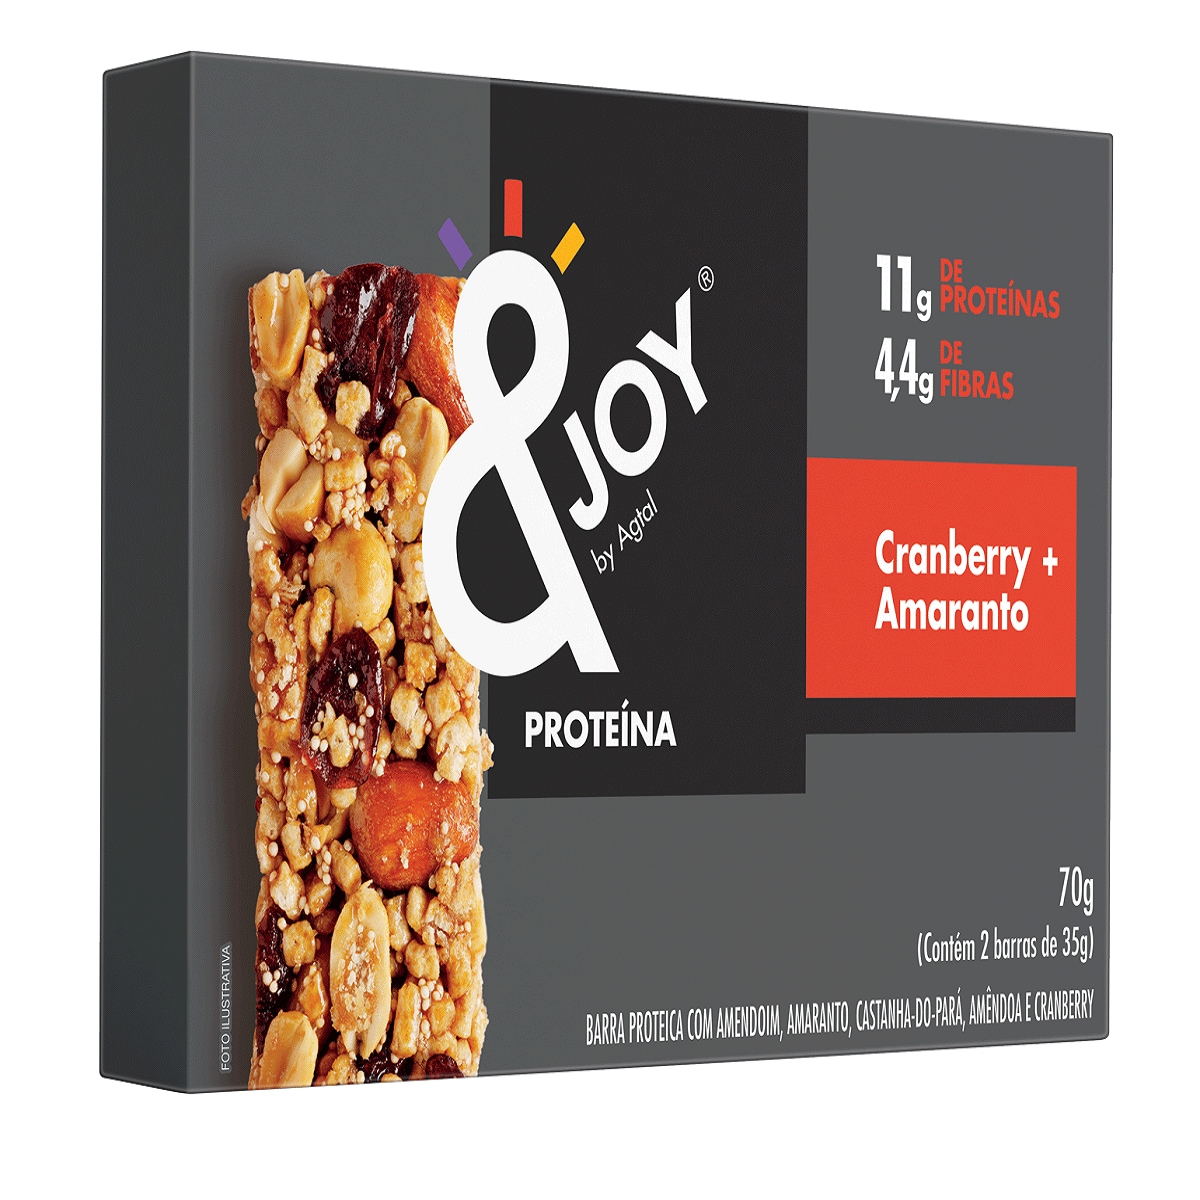 &JOY®
by Agtal
PROTEÍNA
11g DE PROTEÍNAS
4,4g DE FIBRAS
Cranberry +
Amaranto
70g
(Contém 2 barras de 35g)
BARRA PROTEICA COM AMENDOIM, AMARANTO, CASTANHA-DO-PARÁ, AMÊNDOA E CRANBERRY
FOTO ILUSTRATIVA